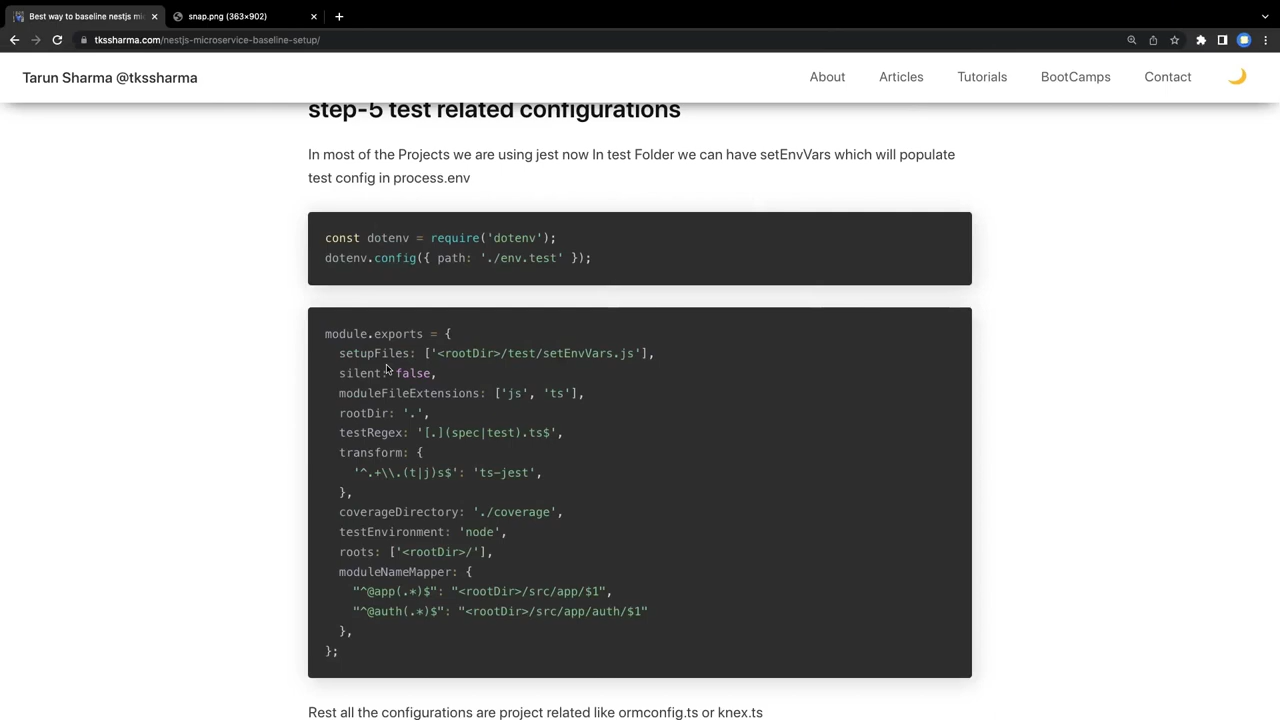 Best way to baseline nestjs mi
snap.png (363×902)
tkssharma.com/nestjs-microservice-baseline-setup/
Tarun Sharma @tkssharma
About
Articles
Tutorials
BootCamps
Contact
step-5 test related configurations
In most of the Projects we are using jest now In test Folder we can have setEnvVars which will populate
test config in process.env
const dotenv = require('dotenv');
dotenv.config({ path: './env.test' });
module.exports = {
setupFiles: ['<rootDir>/test/setEnvVars.js'],
silent: false,
moduleFileExtensions: ['js', 'ts'],
rootDir: '.',
testRegex: '[.](spec|test).ts$',
transform: {
'^.+\\.(t|j)s$': 'ts-jest',
},
coverageDirectory: './coverage',
testEnvironment: 'node',
roots: ['<rootDir>/'],
moduleNameMapper: {
"^@app(.*)$": "<rootDir>/src/app/$1",
"^@auth(.*)$": "<rootDir>/src/app/auth/$1"
},
};
Rest all the configurations are project related like ormconfig.ts or knex.ts